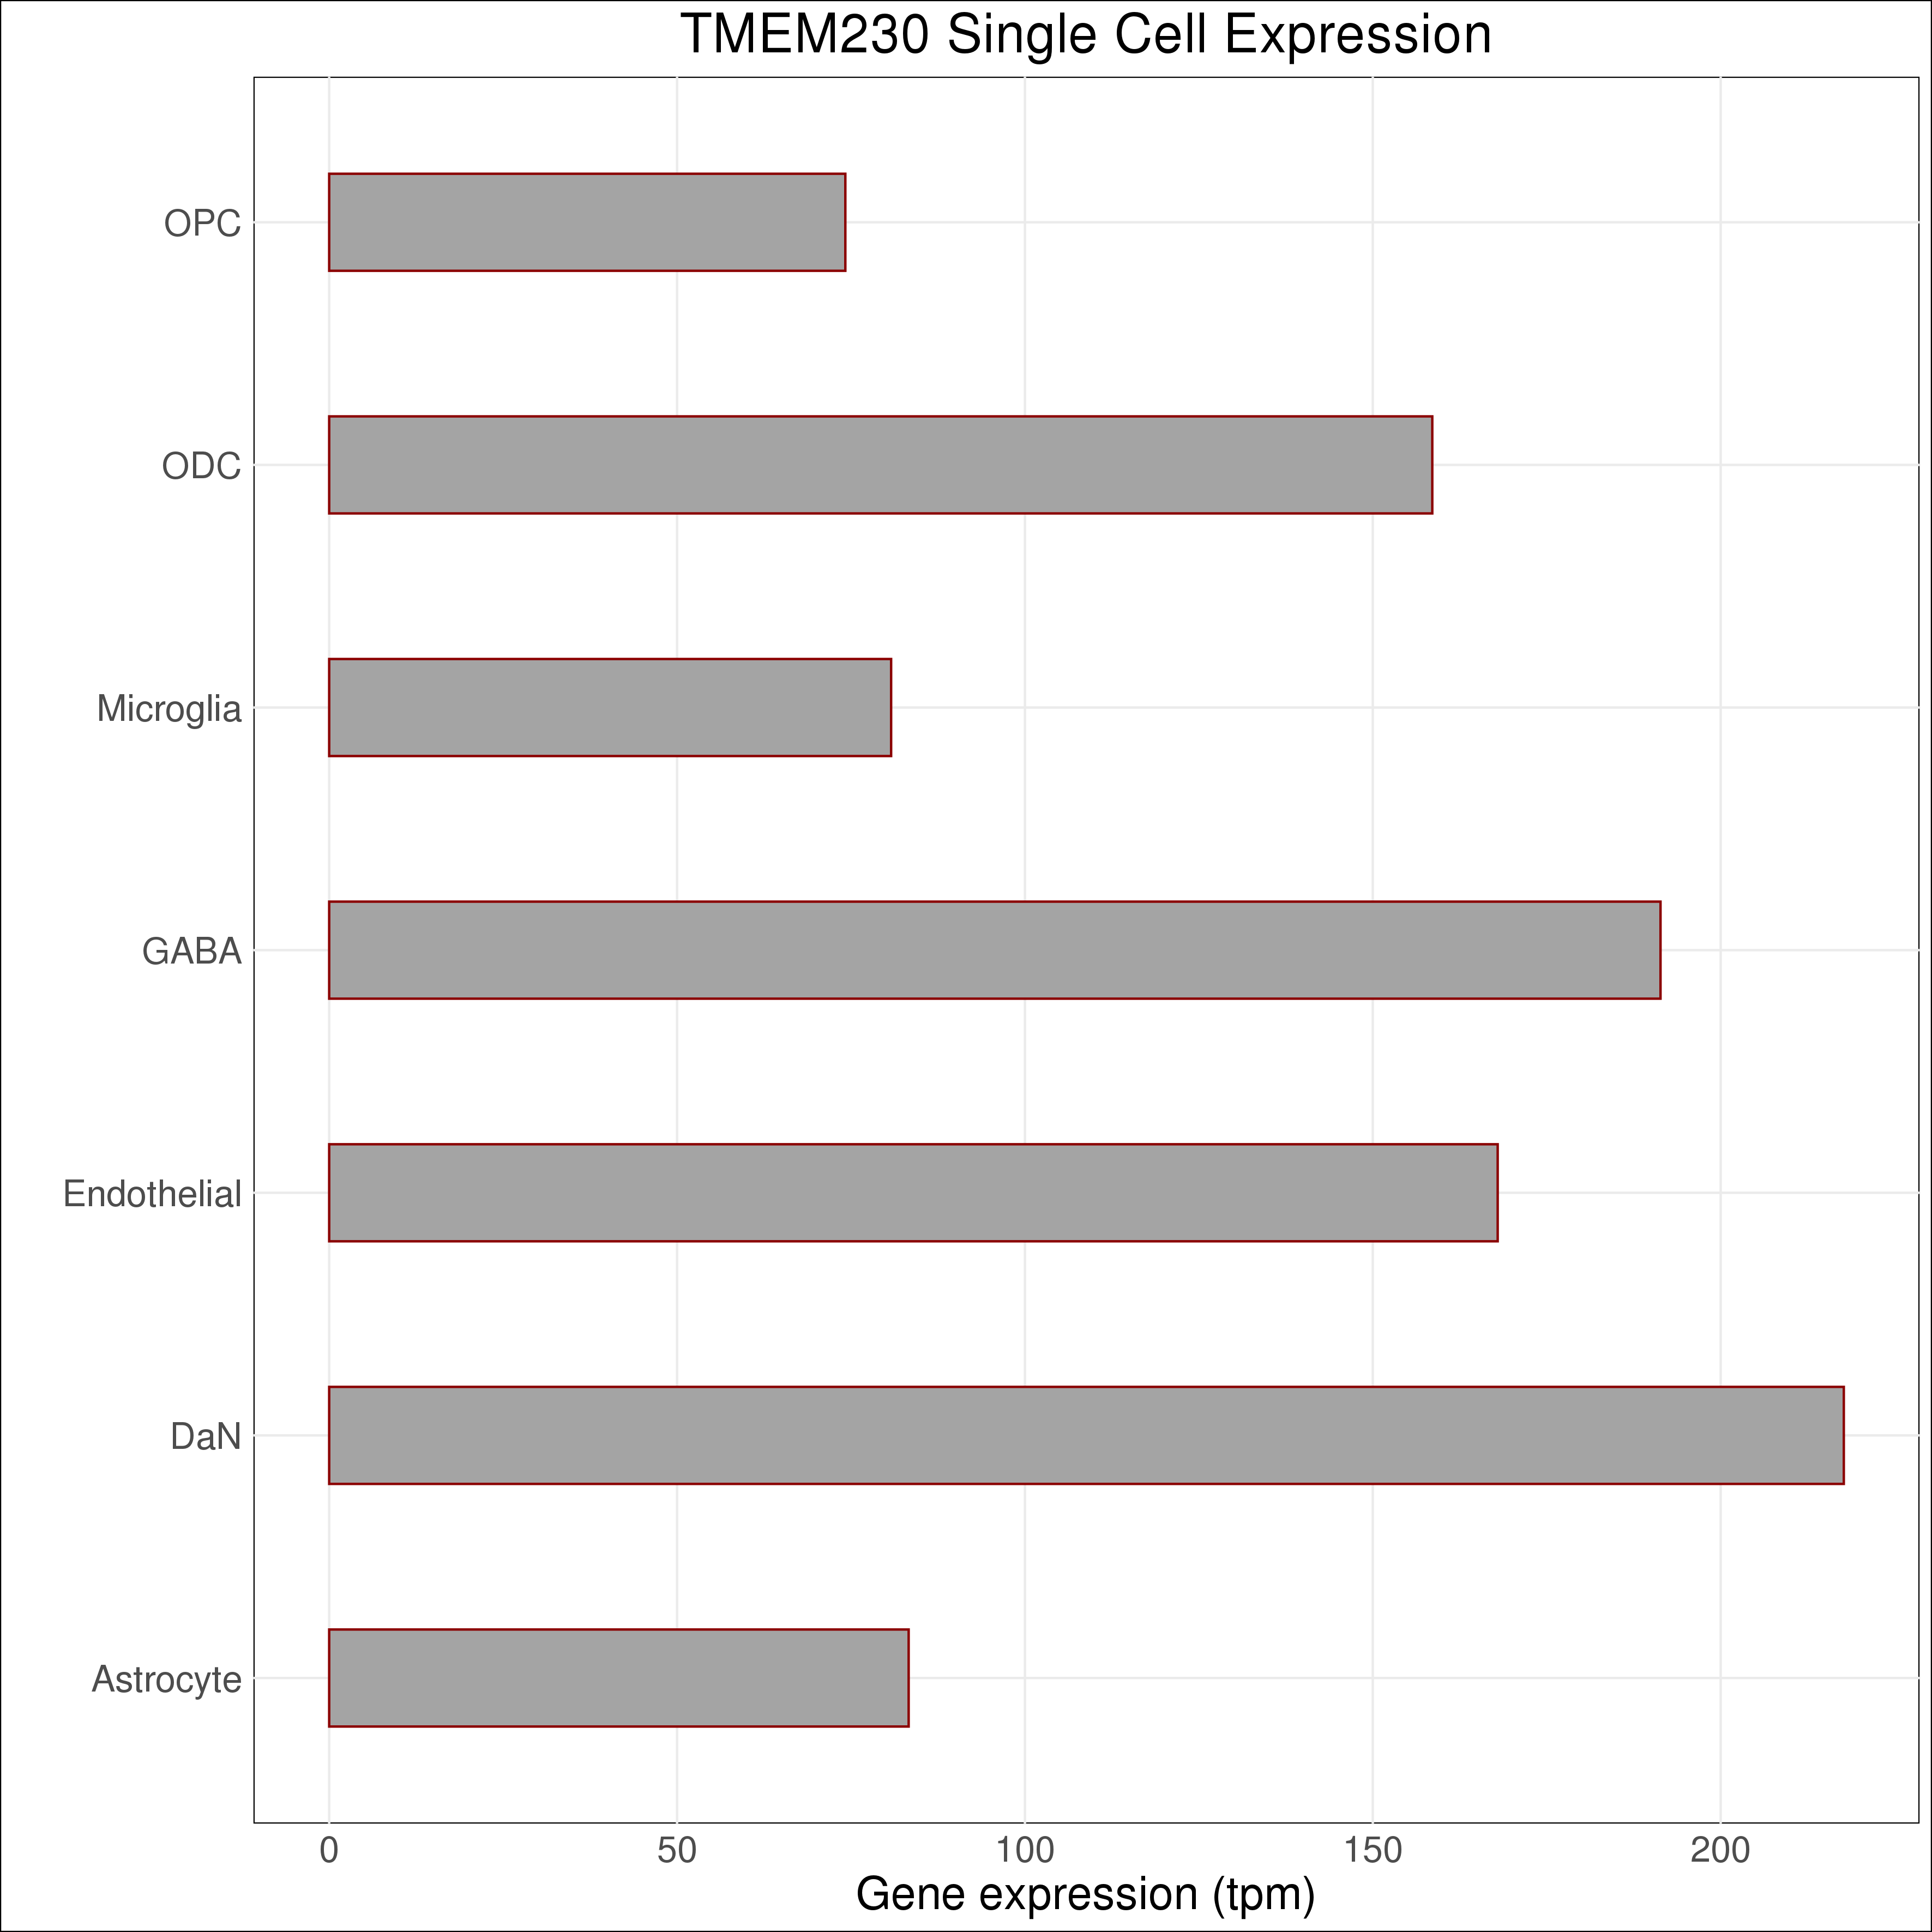 TMEM230 Single Cell Expression
OPC
ODC
Microglia
GABA
Endothelial
DaN
Astrocyte
0 50 100 150 200
Gene expression (tpm)